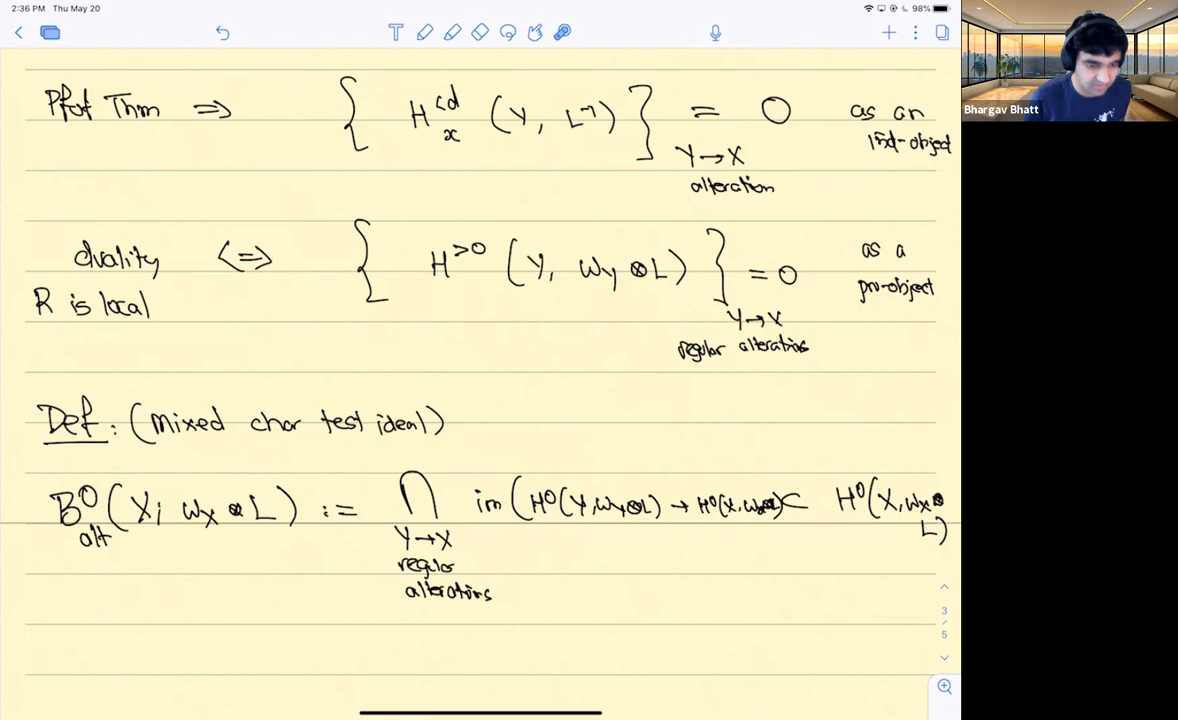 2:36 PM Thu May 20
98%
Bhargav Bhatt
Pf of Thm ⇒ { H^{<d}_x (Y, L^{-1}) }_{Y→X alteration} = 0 as an ind-object
duality R is local ⇔ { H^{>0} (Y, ω_Y ⊗ L) }_{Y→X regular alterations} = 0 as a pro-object
Def: (mixed char test ideal)
B^0_{alt} (X; ω_X ⊗ L) := ⋂_{Y→X regular alterations} im (H^0(Y, ω_Y ⊗ L) → H^0(X, ω_X ⊗ L)) ⊂ H^0(X, ω_X ⊗ L)
3
/
5